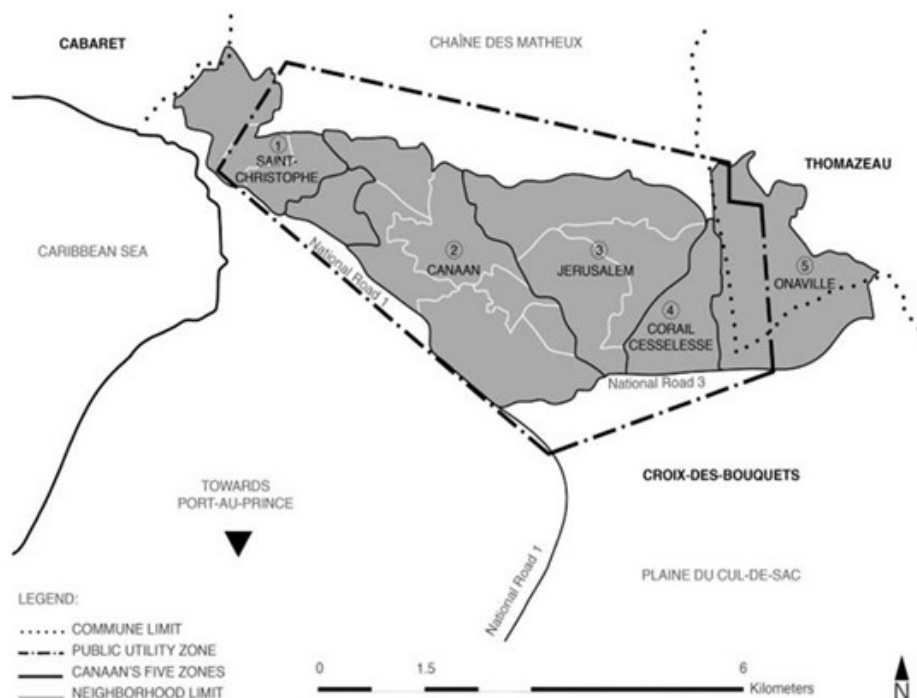 CABARET
CHAÎNE DES MATHEUX
① SAINT-
CHRISTOPHE
THOMAZEAU
CARIBBEAN SEA
② CANAAN
③ JERUSALEM
⑤ ONAVILLE
④ CORAIL
CESSELESSE
National Road 1
National Road 3
CROIX-DES-BOUQUETS
TOWARDS
PORT-AU-PRINCE
National Road 1
PLAINE DU CUL-DE-SAC
LEGEND:
COMMUNE LIMIT
PUBLIC UTILITY ZONE
CANAAN'S FIVE ZONES
NEIGHBORHOOD LIMIT
0 1.5 6
Kilometers
N